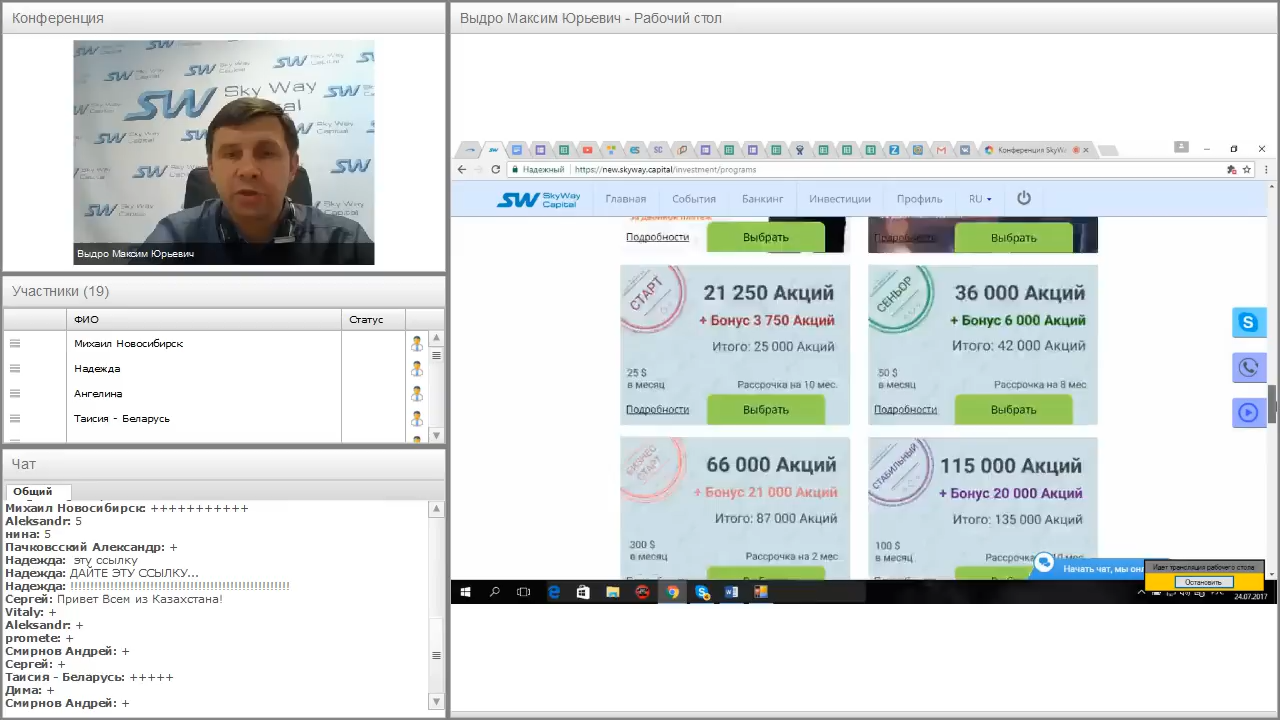 Конференция
Sky Way
Capital
Выдро Максим Юрьевич
Участники (19)
ФИО
Статус
Михаил Новосибирск
Надежда
Ангелина
Таисия - Беларусь
Чат
Общий
Михаил Новосибирск: +++++++++++
Aleksandr: 5
нина: 5
Пачковсский Александр: +
Надежда: эту ссылку
Надежда: ДАЙТЕ ЭТУ ССЫЛКУ...
Сергей: Привет Всем из Казахстана!
Vitaly: +
Aleksandr: +
promete: +
Смирнов Андрей: +
Сергей: +
Таисия - Беларусь: +++++
Дима: +
Смирнов Андрей: +
Выдро Максим Юрьевич - Рабочий стол
Конференция SkyWa
Надежный
https://new.skyway.capital/investment/programs
SW SkyWay
Capital
Главная
События
Банкинг
Инвестиции
Профиль
RU
Подробности
Выбрать
Подробности
Выбрать
СТАРТ
21 250 Акций
+ Бонус 3 750 Акций
Итого: 25 000 Акций
25 $
в месяц
Рассрочка на 10 мес.
Подробности
Выбрать
СЕНЬОР
36 000 Акций
+ Бонус 6 000 Акций
Итого: 42 000 Акций
50 $
в месяц
Рассрочка на 8 мес
Подробности
Выбрать
БИЗНЕС
СТАРТ
66 000 Акций
+ Бонус 21 000 Акций
Итого: 87 000 Акций
300 $
в месяц
Рассрочка на 2 мес.
СТАБИЛЬНЫЙ
115 000 Акций
+ Бонус 20 000 Акций
Итого: 135 000 Акций
100 $
в месяц
Начать чат, мы
Идет трансляция рабочего стола
Остановить
24.07.2017